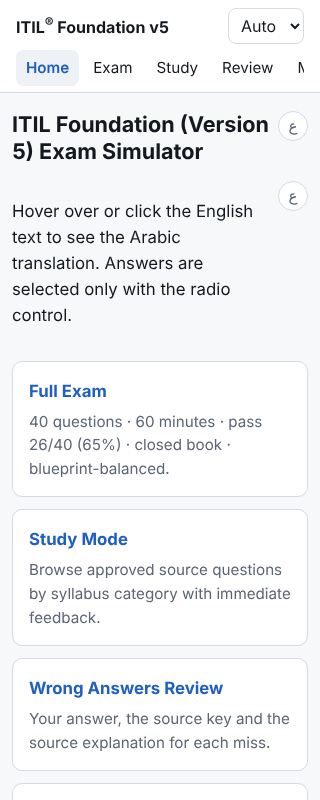 ITIL® Foundation v5
Auto
Home Exam Study Review
ITIL Foundation (Version
5) Exam Simulator
ع
ع
Hover over or click the English
text to see the Arabic
translation. Answers are
selected only with the radio
control.
Full Exam
40 questions · 60 minutes · pass
26/40 (65%) · closed book ·
blueprint-balanced.
Study Mode
Browse approved source questions
by syllabus category with immediate
feedback.
Wrong Answers Review
Your answer, the source key and the
source explanation for each miss.